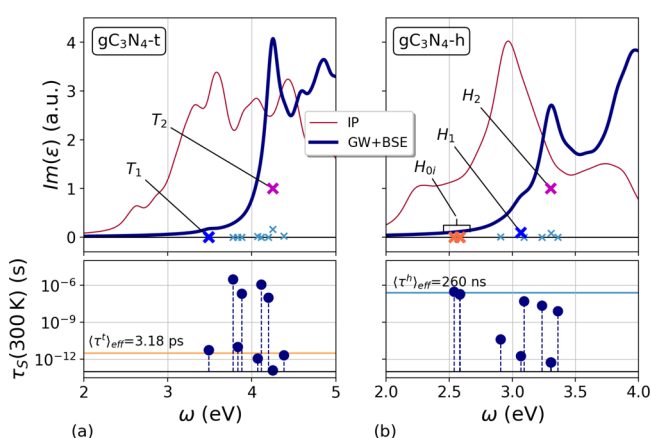 gC₃N₄-t
gC₃N₄-h
Im(ε) (a.u.)
4
3
2
1
0
T₁
T₂
IP
GW+BSE
H₂
H₁
H₀ᵢ
τS(300 K) (s)
10⁻⁶
10⁻⁹
10⁻¹²
⟨τᵗ⟩eff=3.18 ps
⟨τʰ⟩eff=260 ns
2 3 4 5
2.0 2.5 3.0 3.5 4.0
ω (eV)
ω (eV)
(a)
(b)